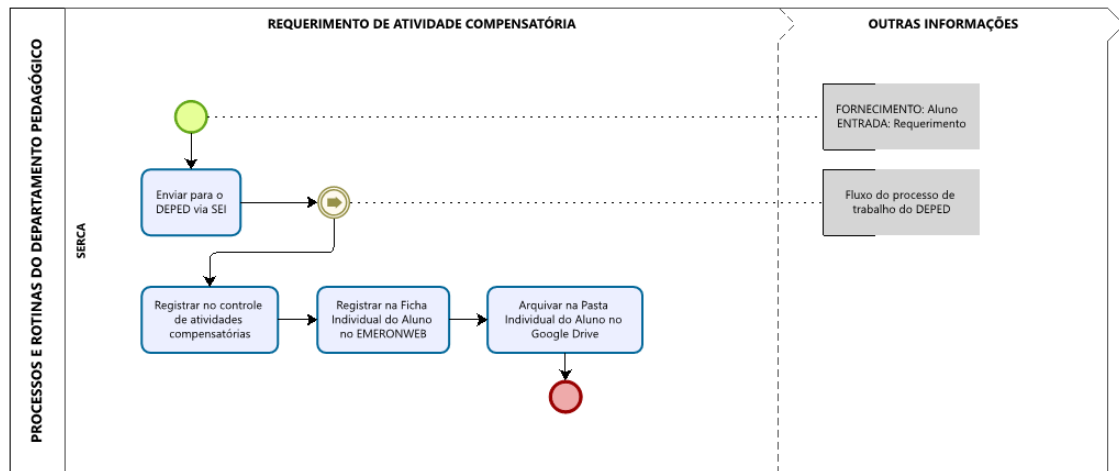 PROCESSOS E ROTINAS DO DEPARTAMENTO PEDAGÓGICO
SERCA
REQUERIMENTO DE ATIVIDADE COMPENSATÓRIA
OUTRAS INFORMAÇÕES
FORNECIMENTO: Aluno
ENTRADA: Requerimento
Enviar para o
DEPED via SEI
Fluxo do processo de
trabalho do DEPED
Registrar no controle
de atividades
compensatórias
Registrar na Ficha
Individual do Aluno
no EMERONWEB
Arquivar na Pasta
Individual do Aluno no
Google Drive